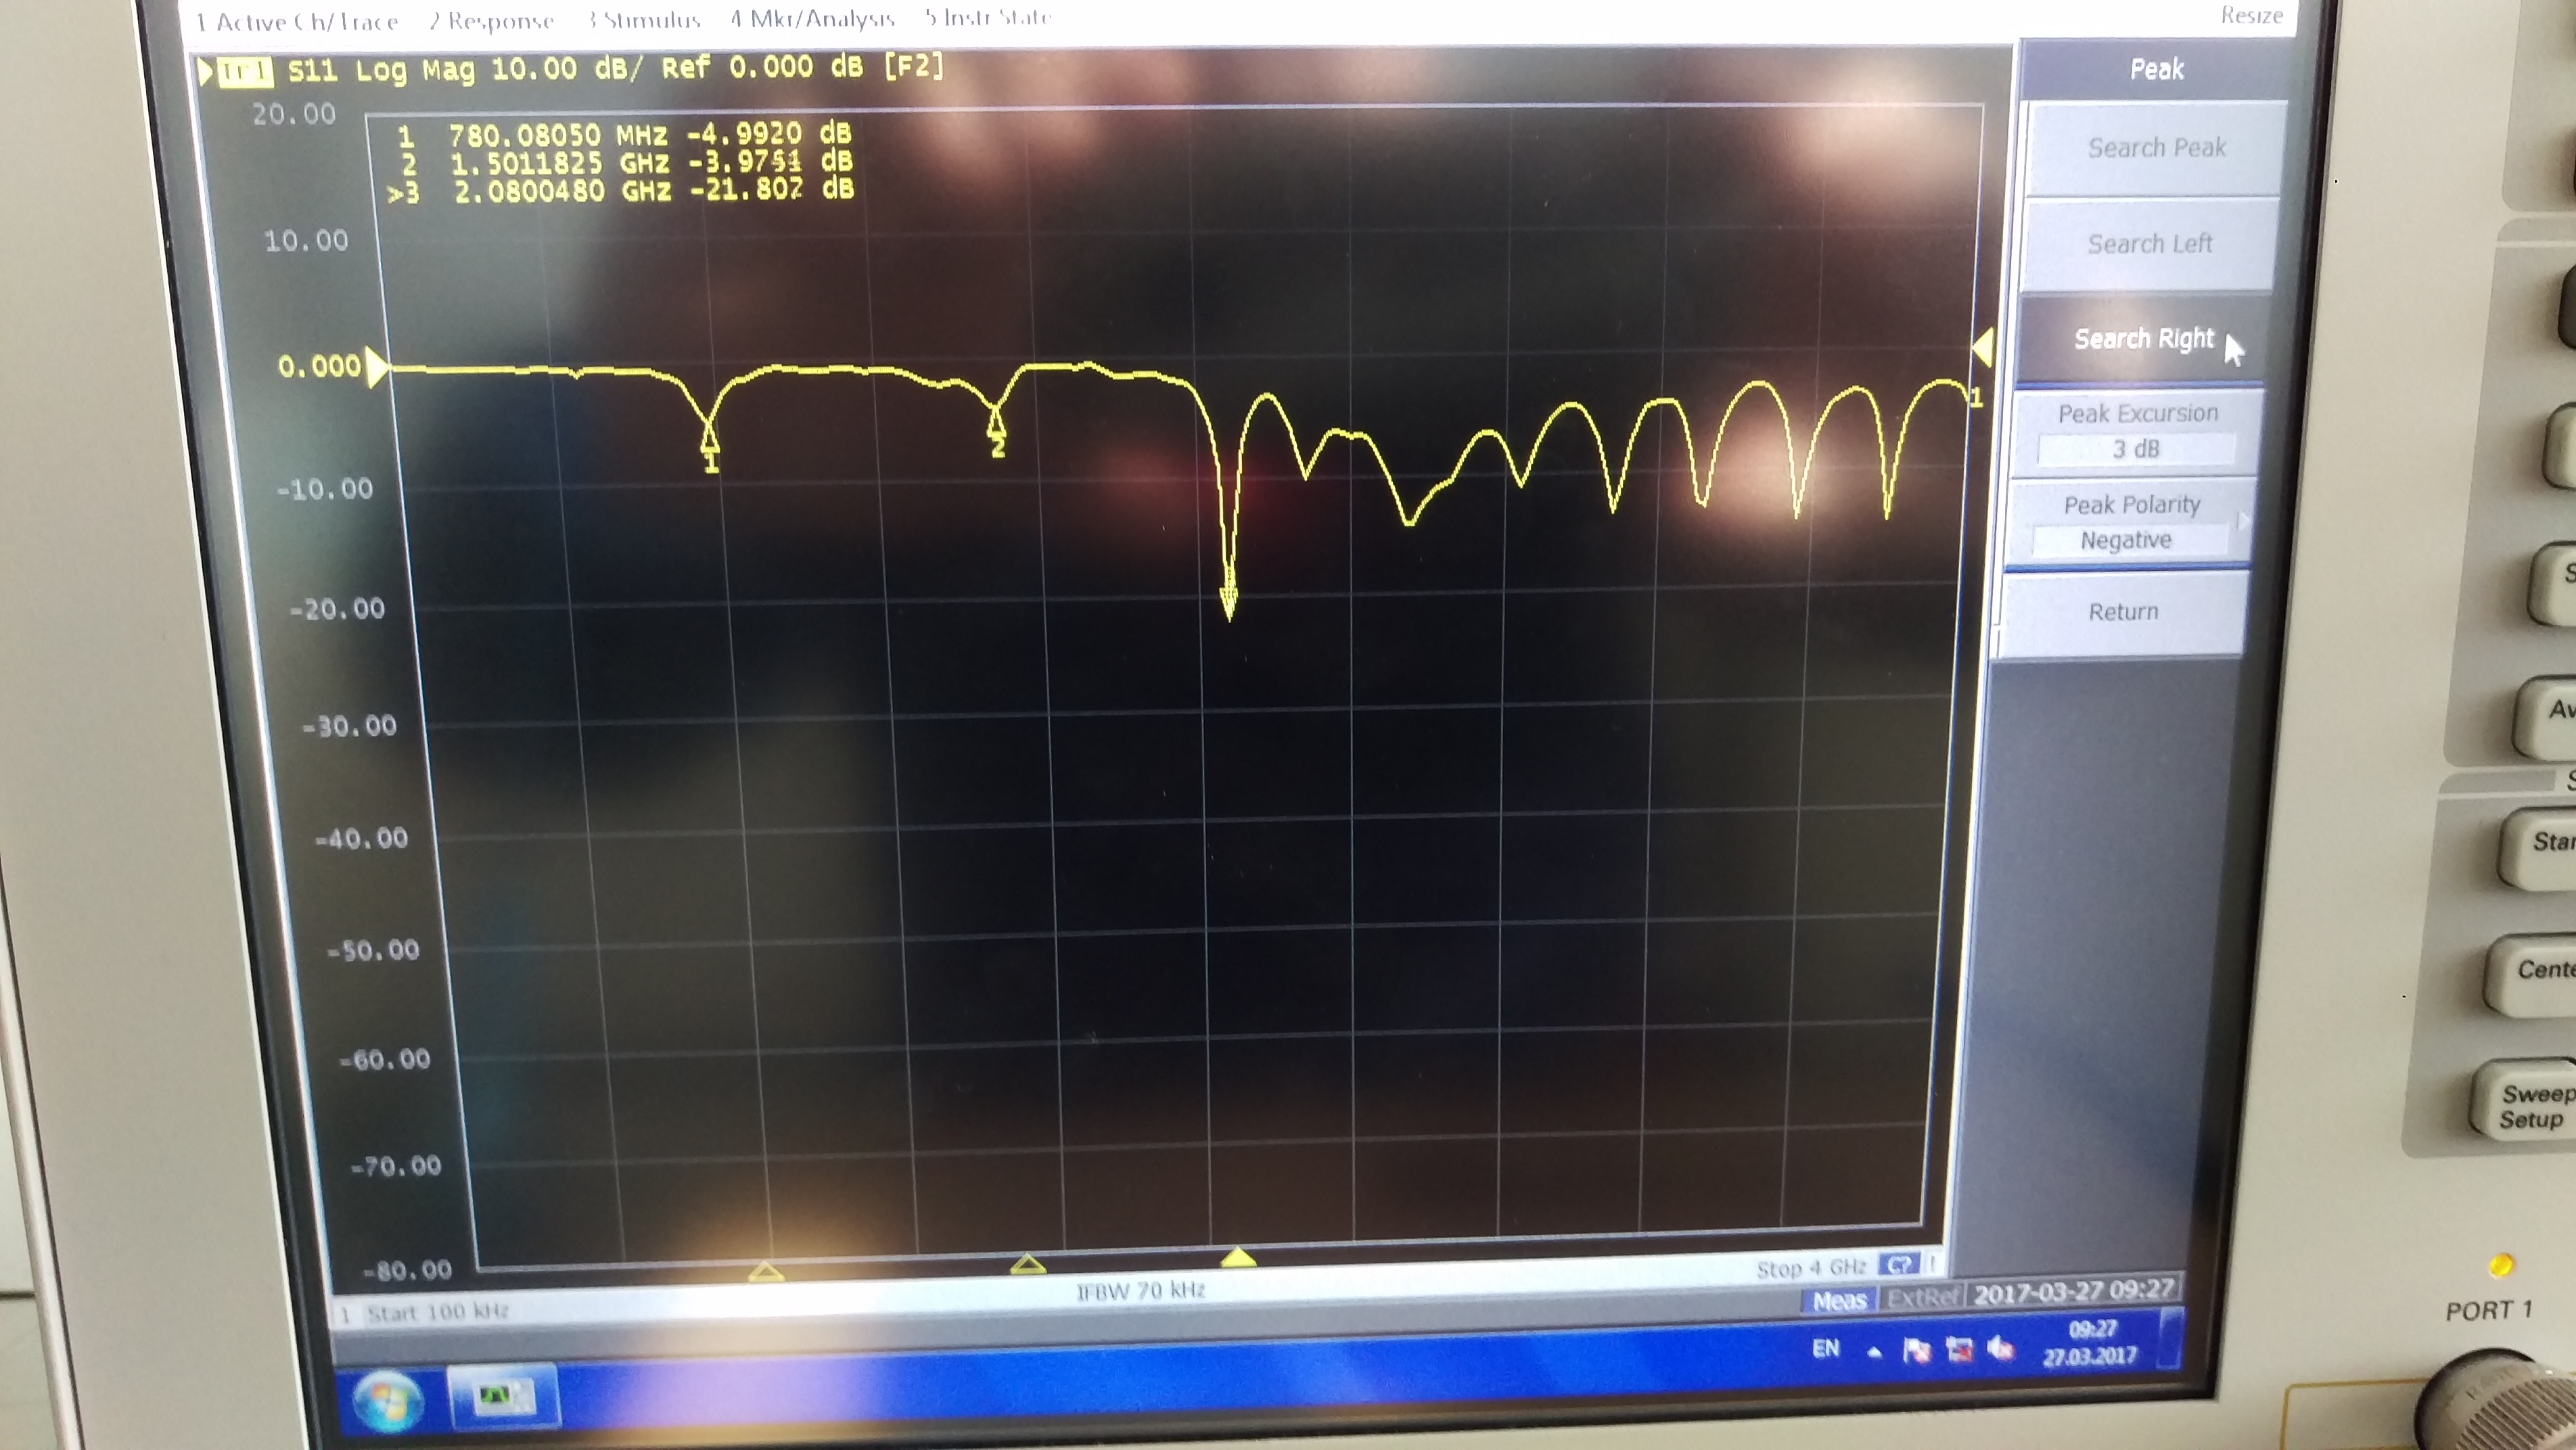 1 Active Ch/Trace 2 Response 3 Stimulus 4 Mkr/Analysis 5 Instr State
Resize
Tr1 S11 Log Mag 10.00 dB/ Ref 0.000 dB [F2]
1 780.08050 MHz -4.9920 dB
2 1.5011825 GHz dB
>3 2.0800480 GHz -21.802 dB
20.00
10.00
0.000
-10.00
-20.00
-30.00
-40.00
-50.00
-60.00
-70.00
-80.00
1
2
1
Peak
Search Peak
Search Left
Search Right
Peak Excursion
3 dB
Peak Polarity
Negative
Return
1 Start 100 kHz
IFBW 70 kHz
Stop 4 GHz C?
!
Meas ExtRef 2017-03-27 09:27
EN
09:27
27.03.2017
Sweep
Setup
PORT 1